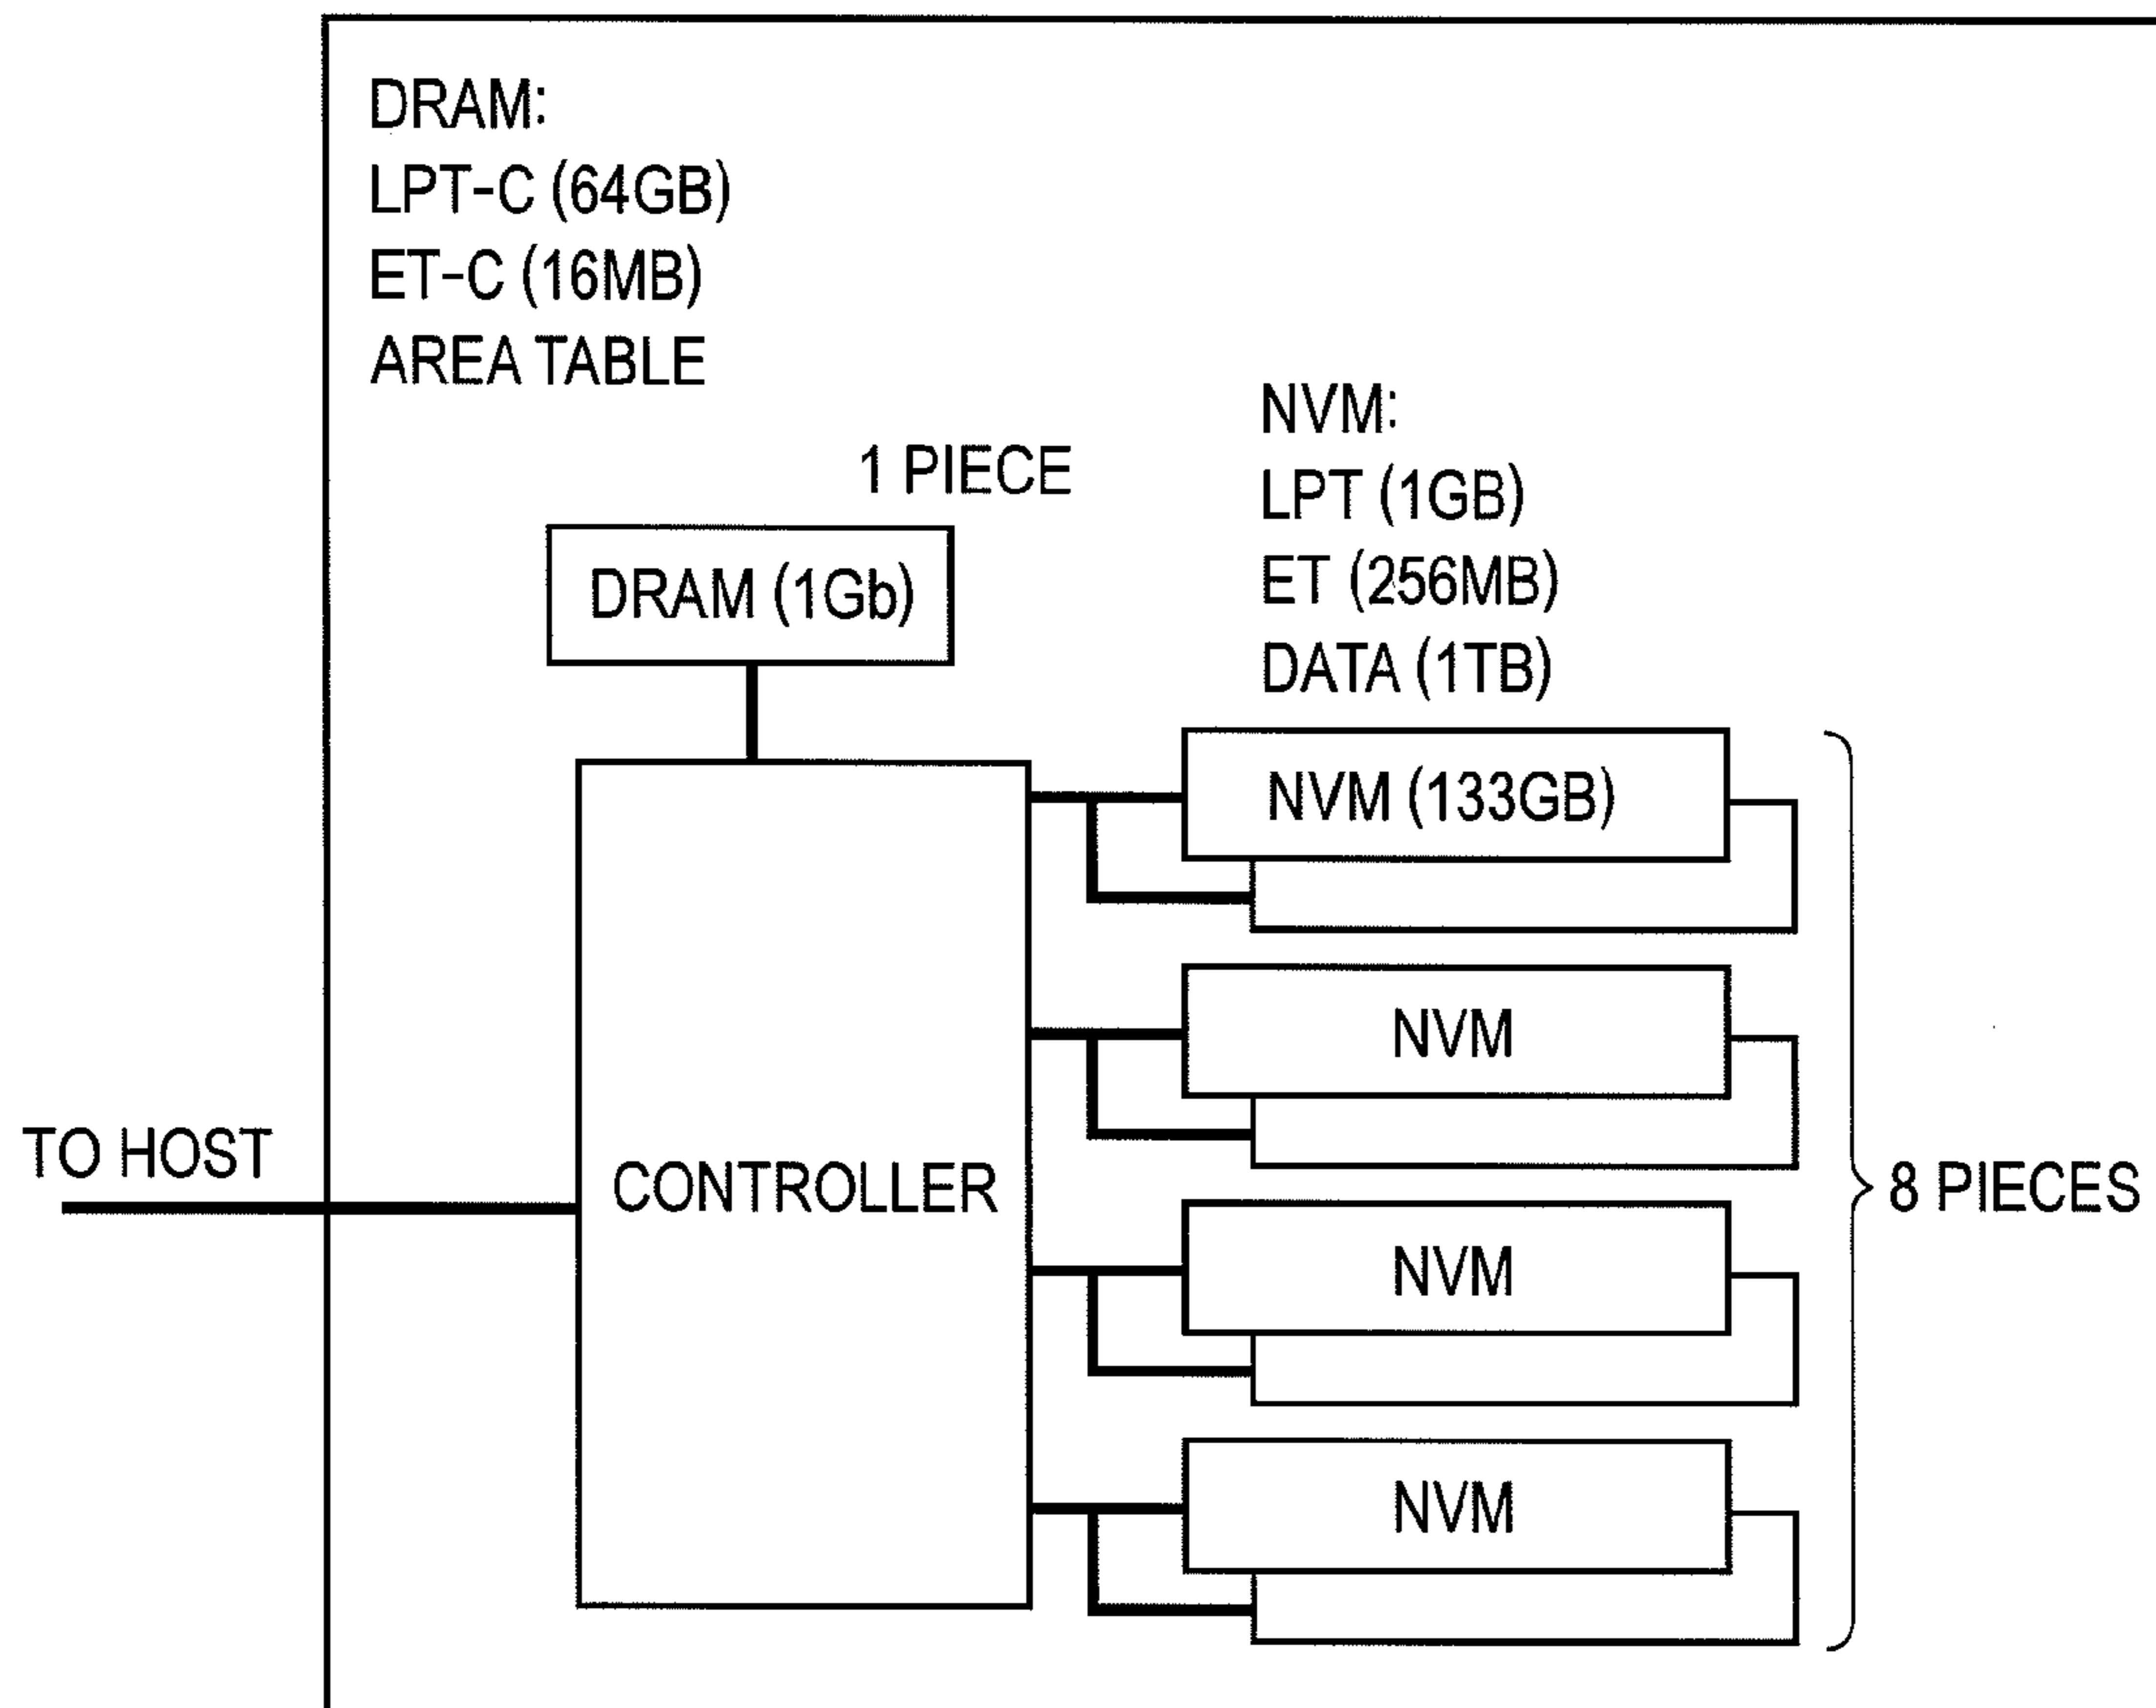 DRAM:
LPT-C (64GB)
ET-C (16MB)
AREA TABLE
1 PIECE
DRAM (1Gb)
NVM:
LPT (1GB)
ET (256MB)
DATA (1TB)
NVM (133GB)
NVM
NVM
NVM
TO HOST
CONTROLLER
8 PIECES